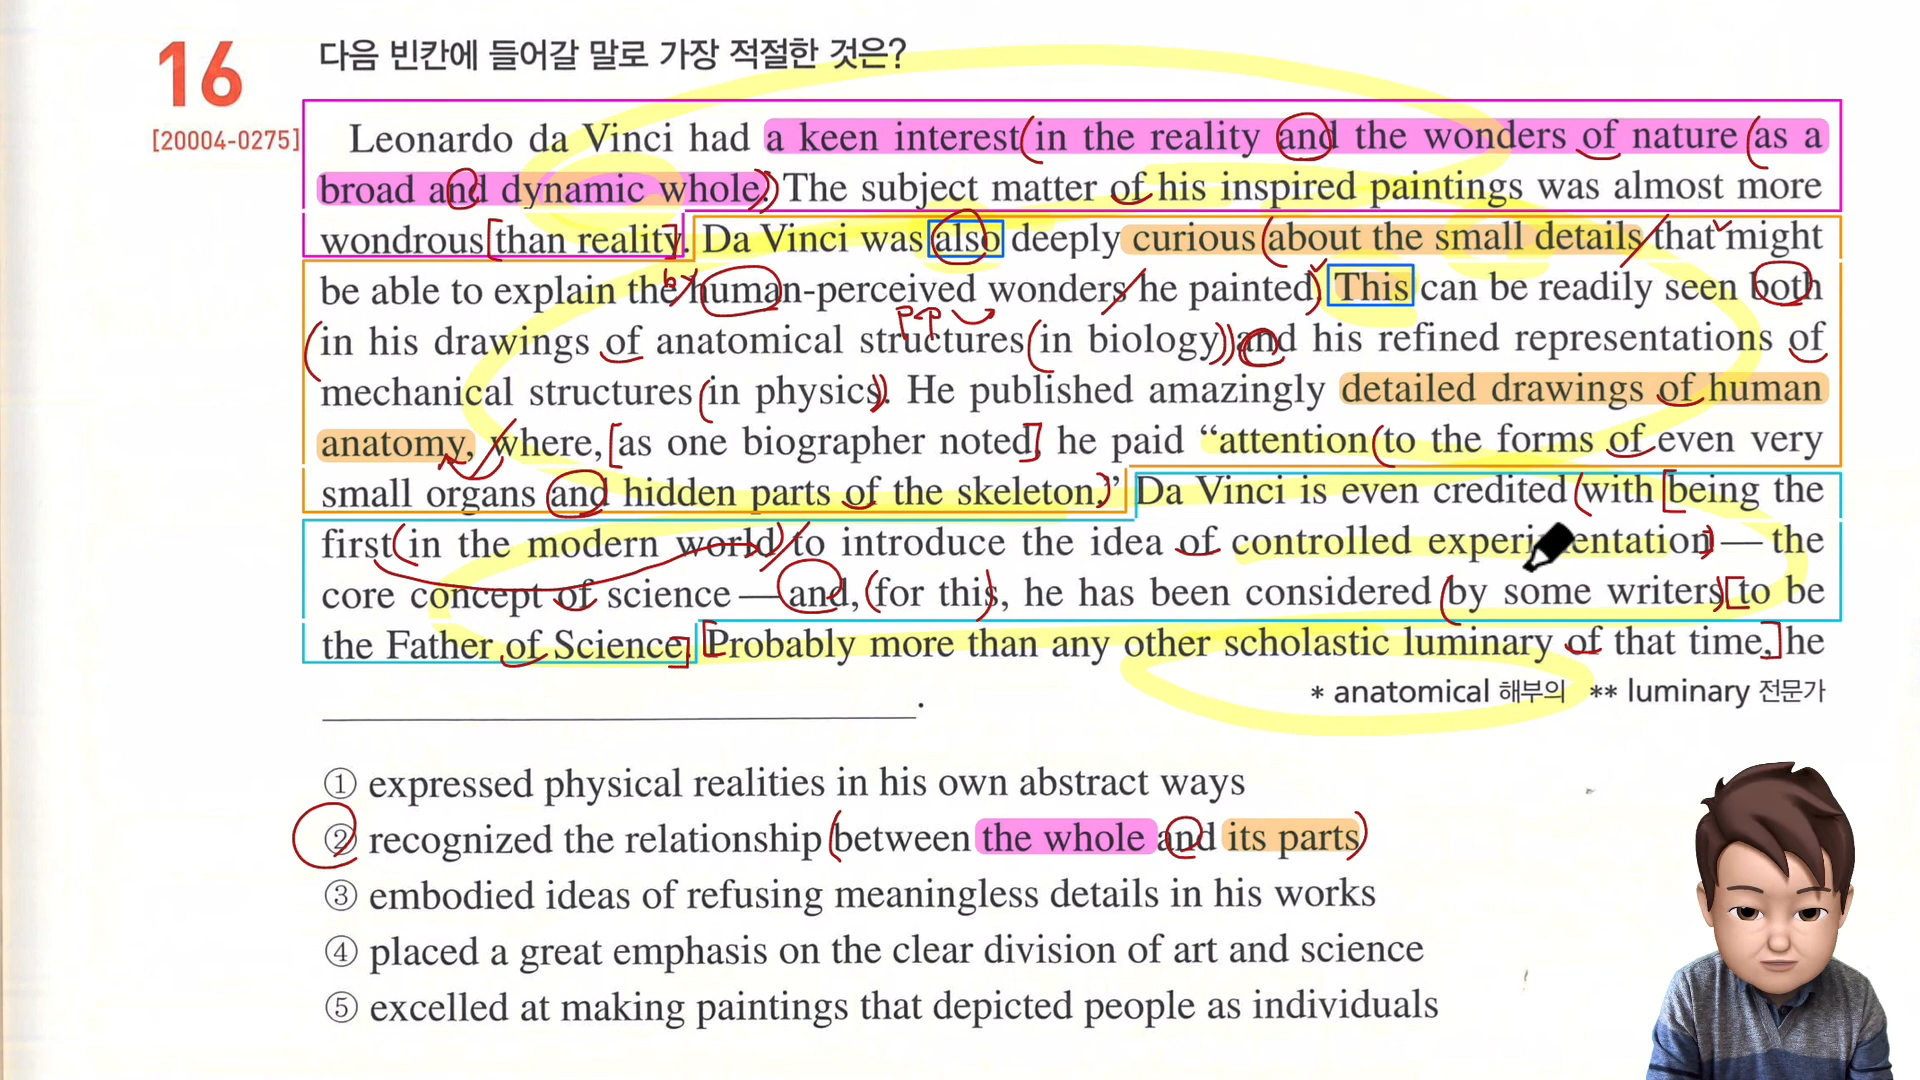 16
다음 빈칸에 들어갈 말로 가장 적절한 것은?
[20004-0275]
Leonardo da Vinci had a keen interest in the reality and the wonders of nature as a
broad and dynamic whole. The subject matter of his inspired paintings was almost more
wondrous than reality. Da Vinci was also deeply curious about the small details that might
be able to explain the human-perceived wonders he painted. This can be readily seen both
by
p.p
in his drawings of anatomical structures in biology and his refined representations of
mechanical structures in physics. He published amazingly detailed drawings of human
anatomy, where, as one biographer noted, he paid “attention to the forms of even very
small organs and hidden parts of the skeleton.” Da Vinci is even credited with being the
first in the modern world to introduce the idea of controlled experimentation — the
core concept of science — and, for this, he has been considered by some writers to be
the Father of Science. Probably more than any other scholastic luminary of that time, he
.
* anatomical 해부의 ** luminary 전문가
① expressed physical realities in his own abstract ways
② recognized the relationship between the whole and its parts
③ embodied ideas of refusing meaningless details in his works
④ placed a great emphasis on the clear division of art and science
⑤ excelled at making paintings that depicted people as individuals